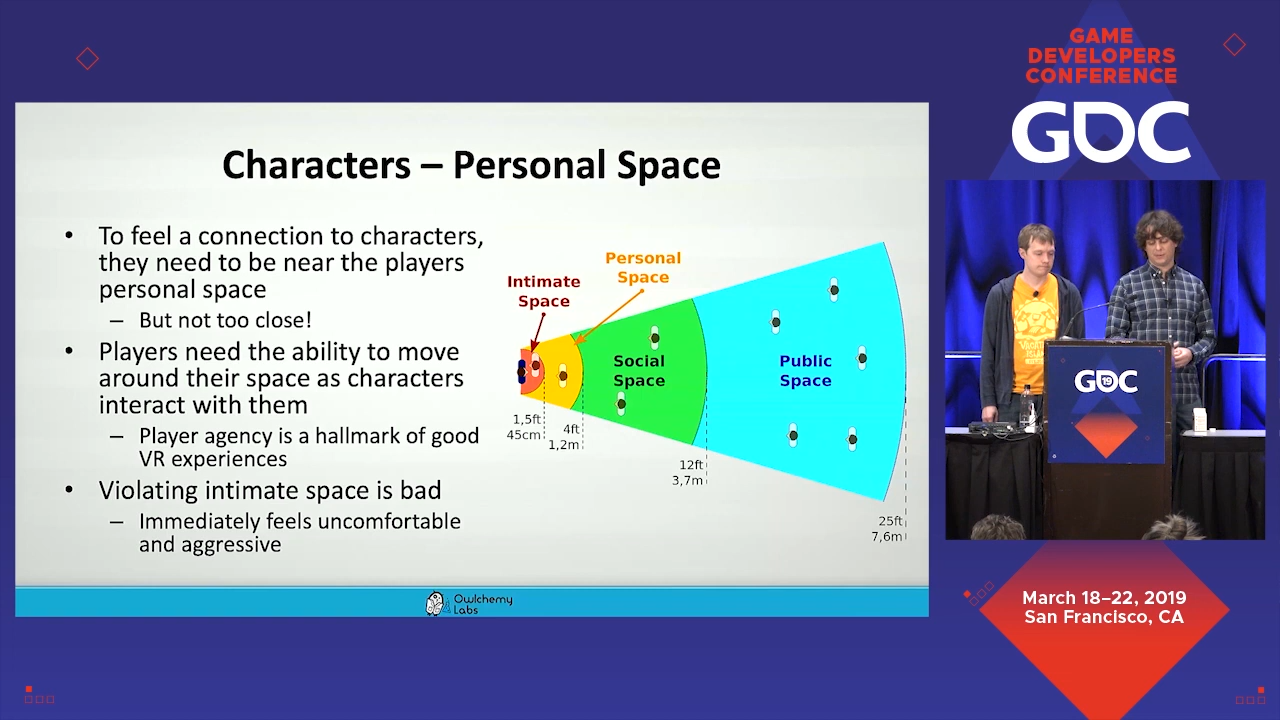 GAME
DEVELOPERS
CONFERENCE
GDC
Characters – Personal Space
• To feel a connection to characters,
they need to be near the players
personal space
– But not too close!
• Players need the ability to move
around their space as characters
interact with them
– Player agency is a hallmark of good
VR experiences
• Violating intimate space is bad
– Immediately feels uncomfortable
and aggressive
Intimate
Space
Personal
Space
Social
Space
Public
Space
1,5ft
45cm
4ft
1,2m
12ft
3,7m
25ft
7,6m
Owlchemy
Labs
GDC
19
March 18–22, 2019
San Francisco, CA